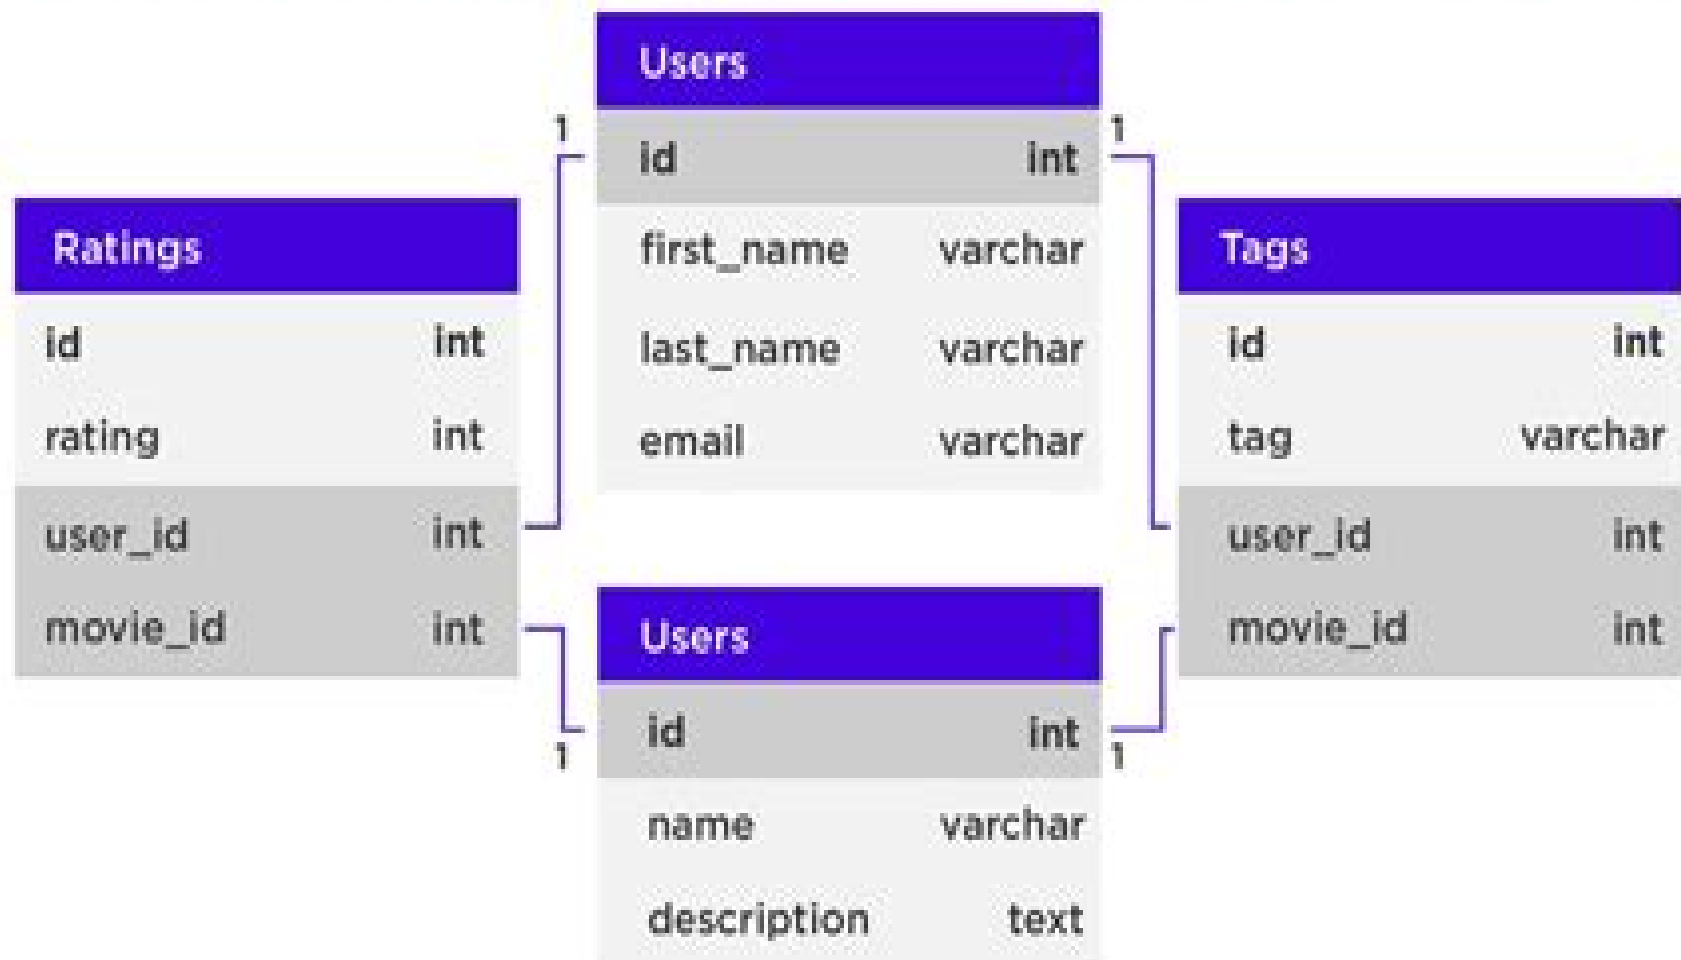 Users
1
1
id int
first_name varchar
last_name varchar
email varchar
Ratings
id int
rating int
user_id int
movie_id int
Tags
id int
tag varchar
user_id int
movie_id int
Users
id int
1
1
name varchar
description text